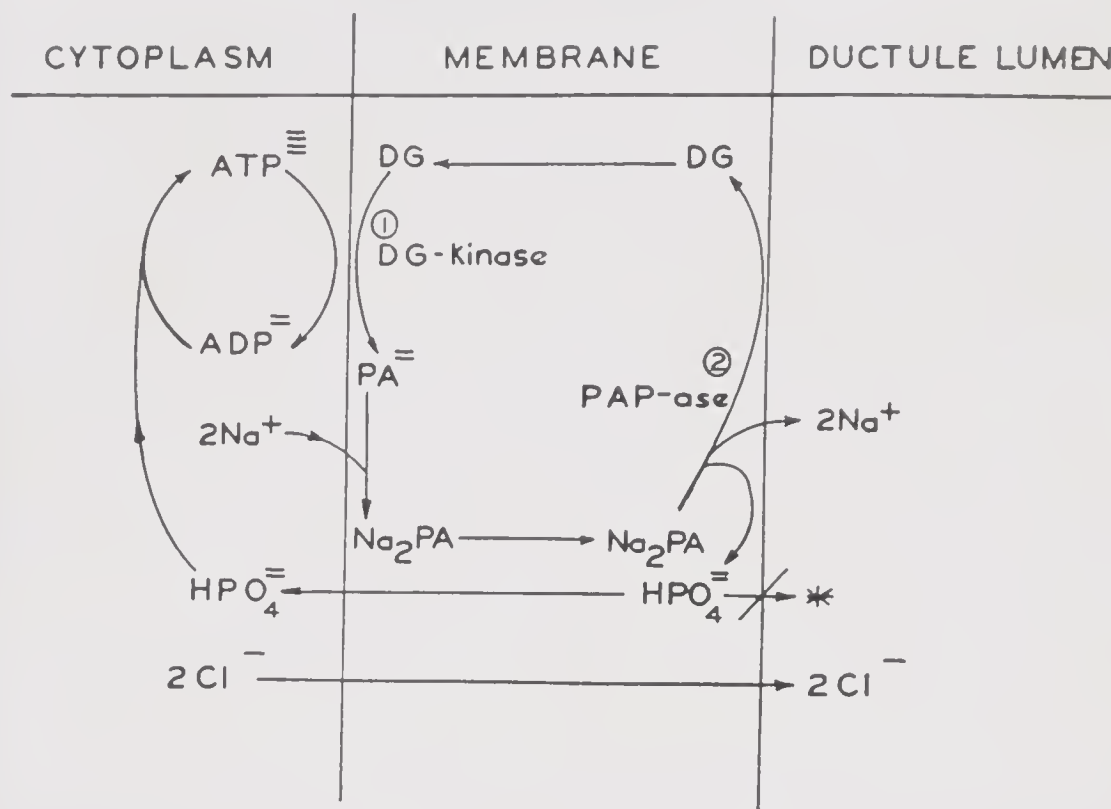 CYTOPLASM MEMBRANE DUCTULE LUMEN
ATP≣ DG DG
① DG-kinase
ADP= PA=
② PAP-ase
2Na+ 2Na+
Na2PA Na2PA
HPO4= HPO4= *
2Cl− 2Cl−